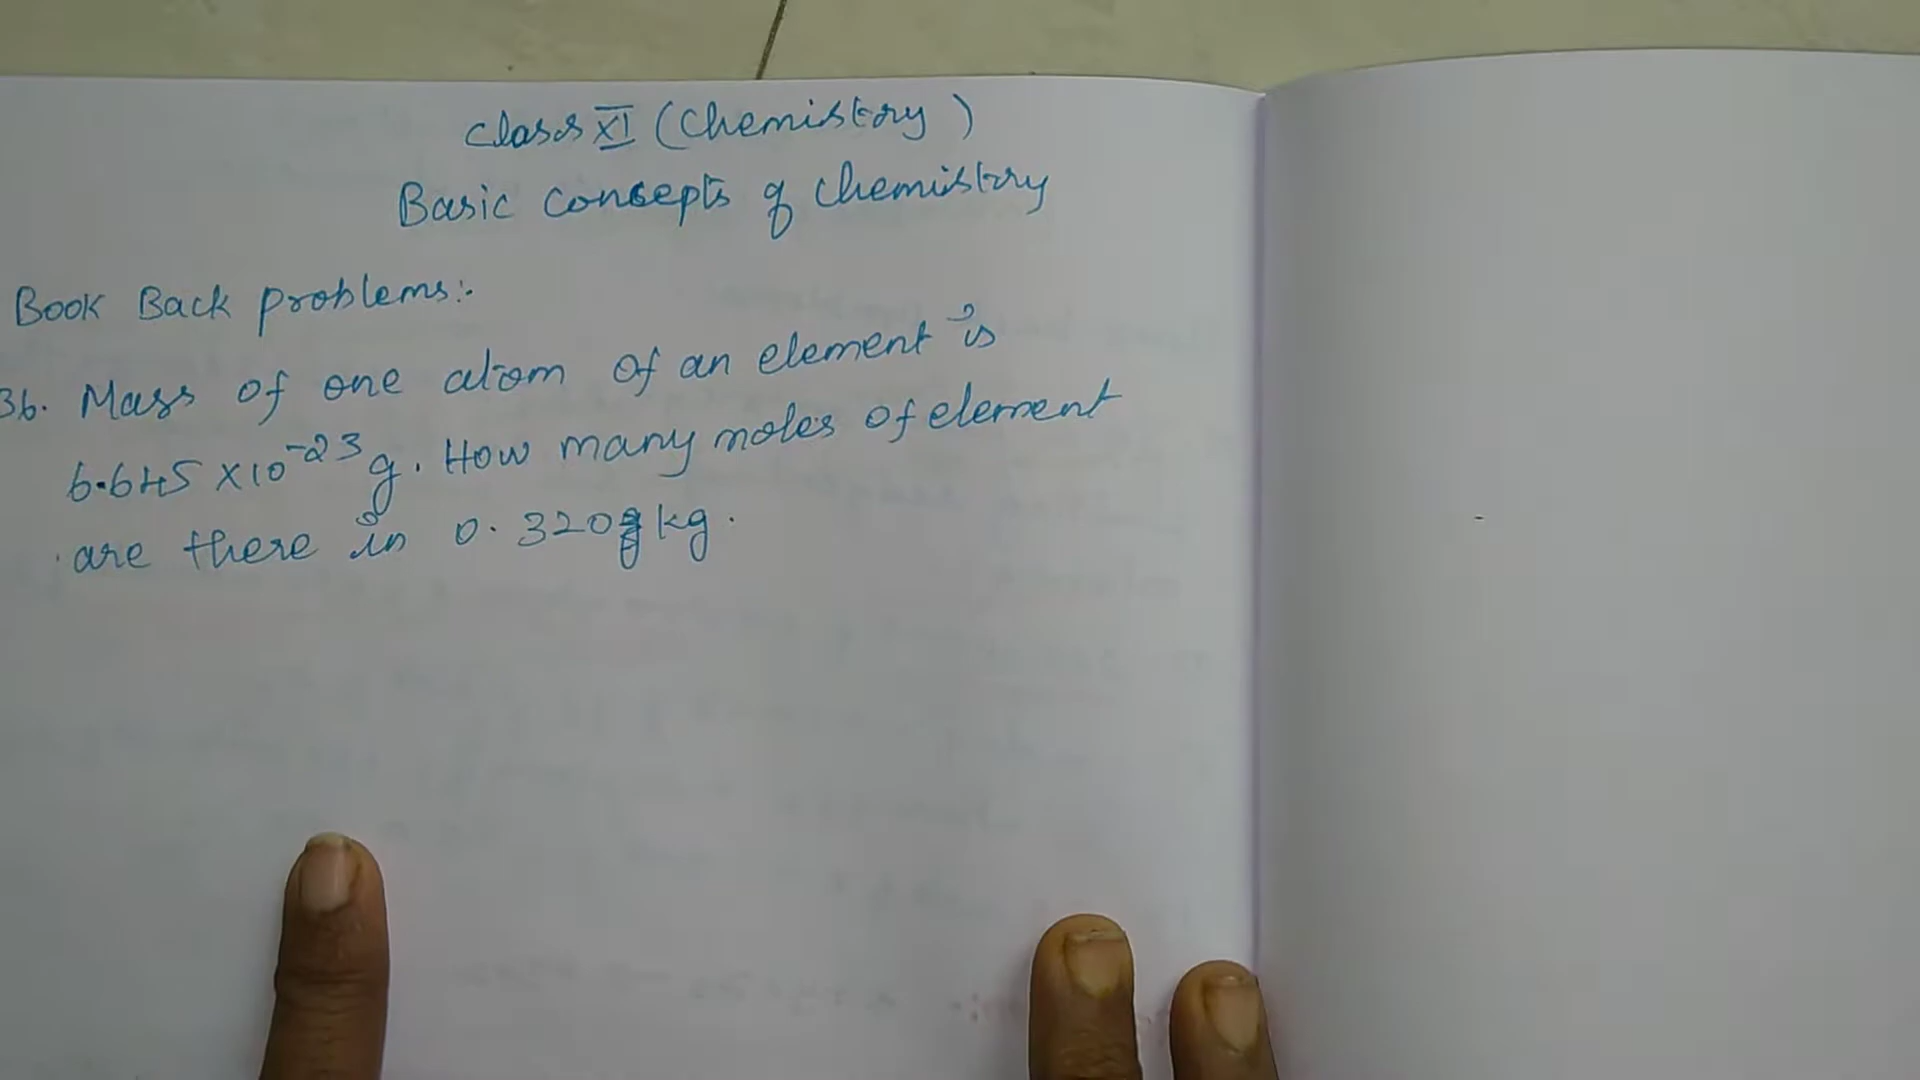 Class XI (Chemistry)
Basic Concepts of Chemistry
Book Back problems:-
36. Mass of one atom of an element is
6.645 x10⁻²³ g. How many moles of element
are there in 0.320 kg.